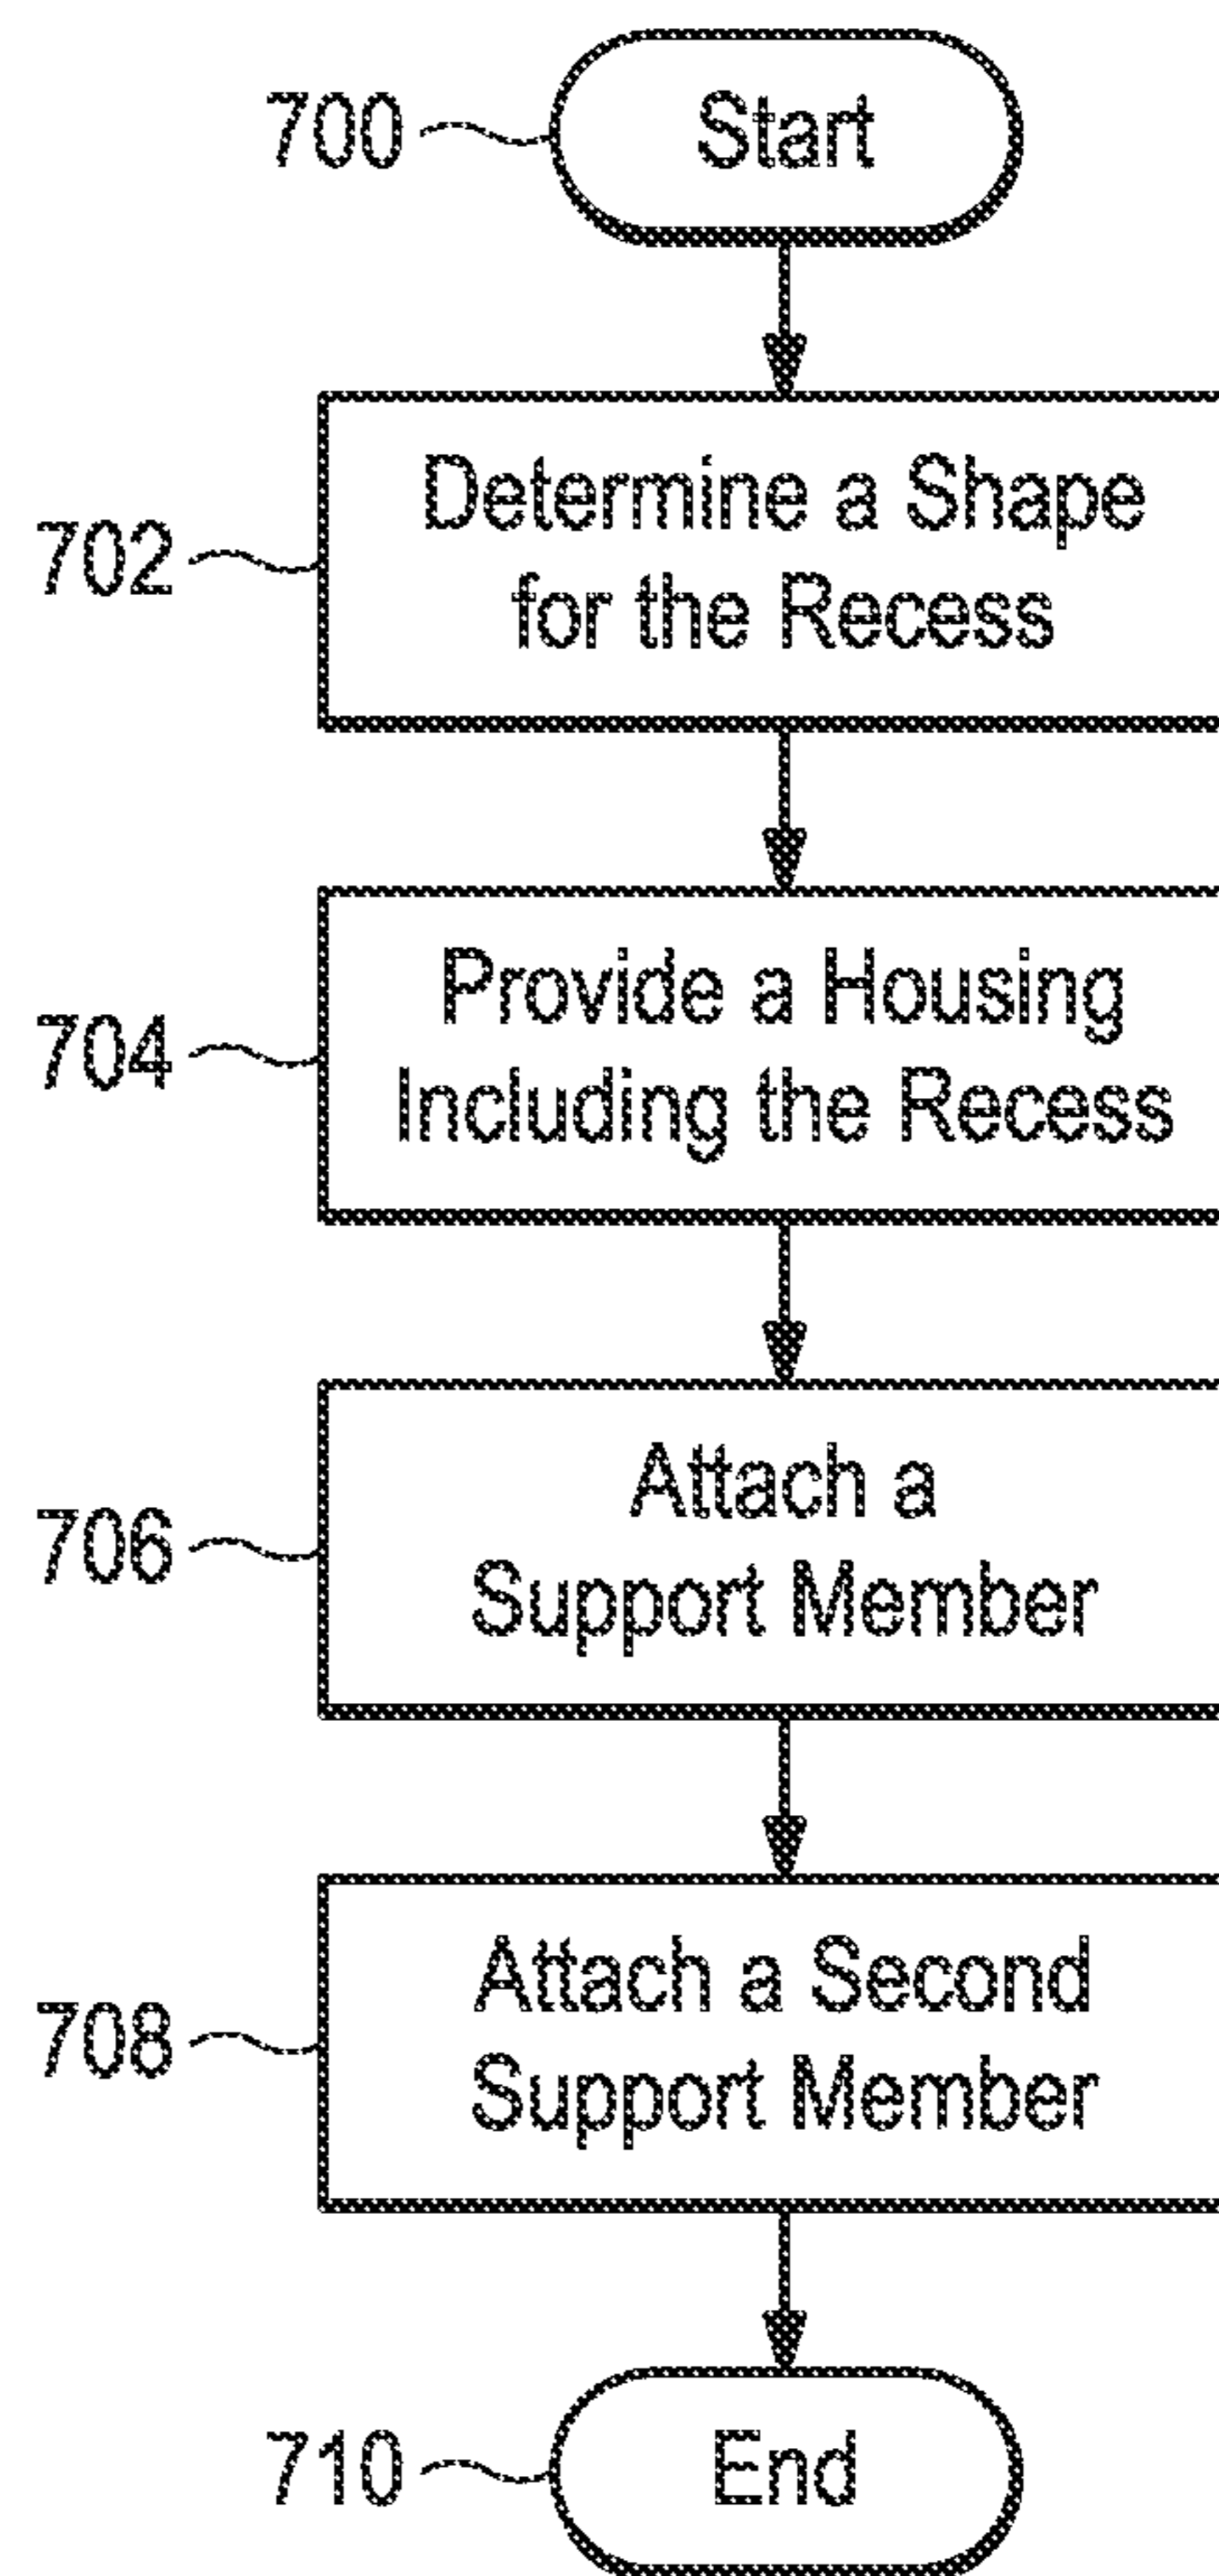 700
Start
702
Determine a Shape
for the Recess
704
Provide a Housing
Including the Recess
706
Attach a
Support Member
708
Attach a Second
Support Member
710
End